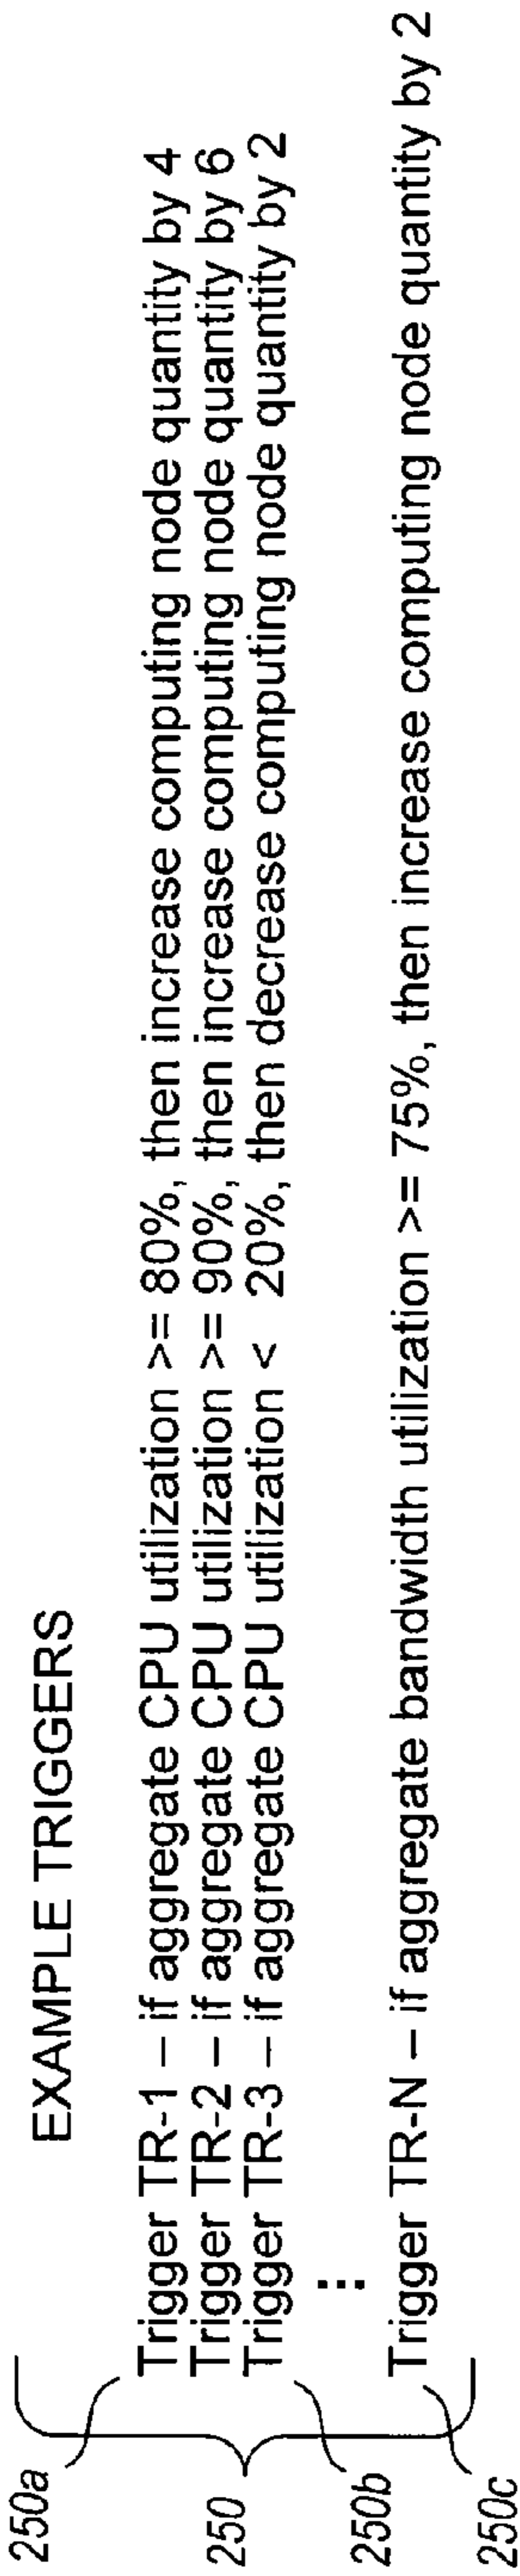 EXAMPLE TRIGGERS
250a
Trigger TR-1 – if aggregate CPU utilization >= 80%, then increase computing node quantity by 4
Trigger TR-2 – if aggregate CPU utilization >= 90%, then increase computing node quantity by 6
250
Trigger TR-3 – if aggregate CPU utilization < 20%, then decrease computing node quantity by 2
250b
...
Trigger TR-N – if aggregate bandwidth utilization >= 75%, then increase computing node quantity by 2
250c